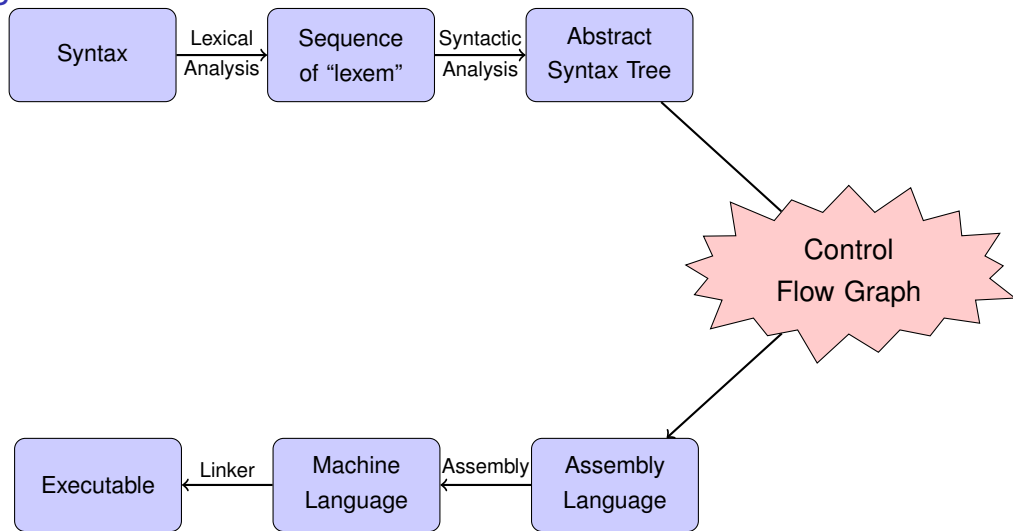 Syntax
Lexical
Analysis
Sequence
of “lexem”
Syntactic
Analysis
Abstract
Syntax Tree
Control
Flow Graph
Executable
Linker
Machine
Language
Assembly
Assembly
Language